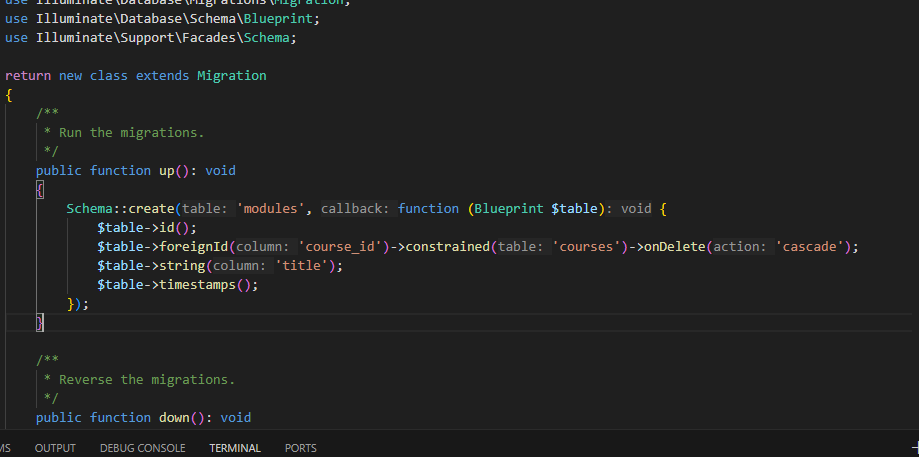 use Illuminate\Database\Migrations\Migration;
use Illuminate\Database\Schema\Blueprint;
use Illuminate\Support\Facades\Schema;
return new class extends Migration
{
/**
* Run the migrations.
*/
public function up(): void
{
Schema::create(table: 'modules', callback: function (Blueprint $table): void {
$table->id();
$table->foreignId(column: 'course_id')->constrained(table: 'courses')->onDelete(action: 'cascade');
$table->string(column: 'title');
$table->timestamps();
});
}
/**
* Reverse the migrations.
*/
public function down(): void
MS OUTPUT DEBUG CONSOLE TERMINAL PORTS